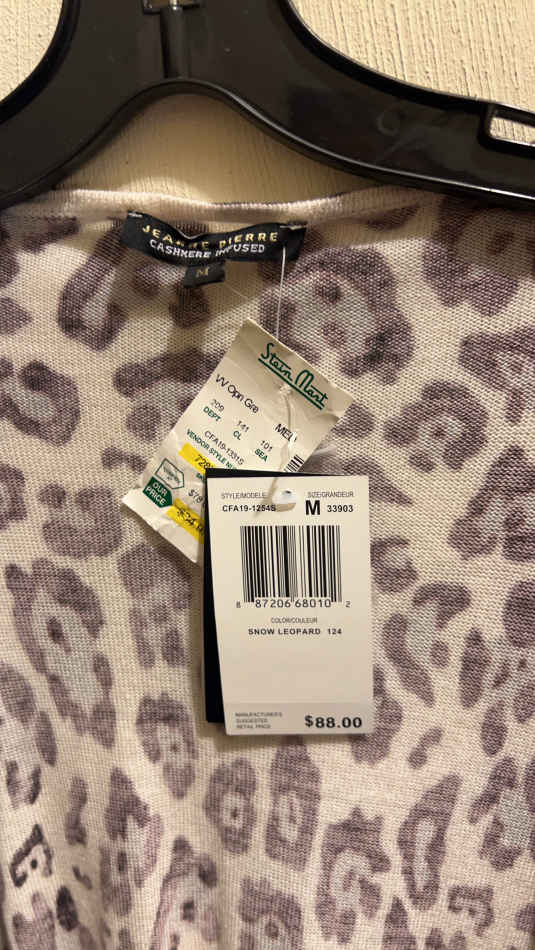 JEANNE PIERRE
CASHMERE INFUSED
M
Stein Mart
VV Opn Gre
209 141 101
DEPT CL SEA
CFA19-1331S
VENDOR STYLE
OUR
PRICE
STYLE/MODELE SIZE/GRANDEUR
CFA19-1254S M 33903
8 87206 68010 2
COLOR/COULEUR
SNOW LEOPARD 124
MANUFACTURER'S
SUGGESTED
RETAIL PRICE
$88.00